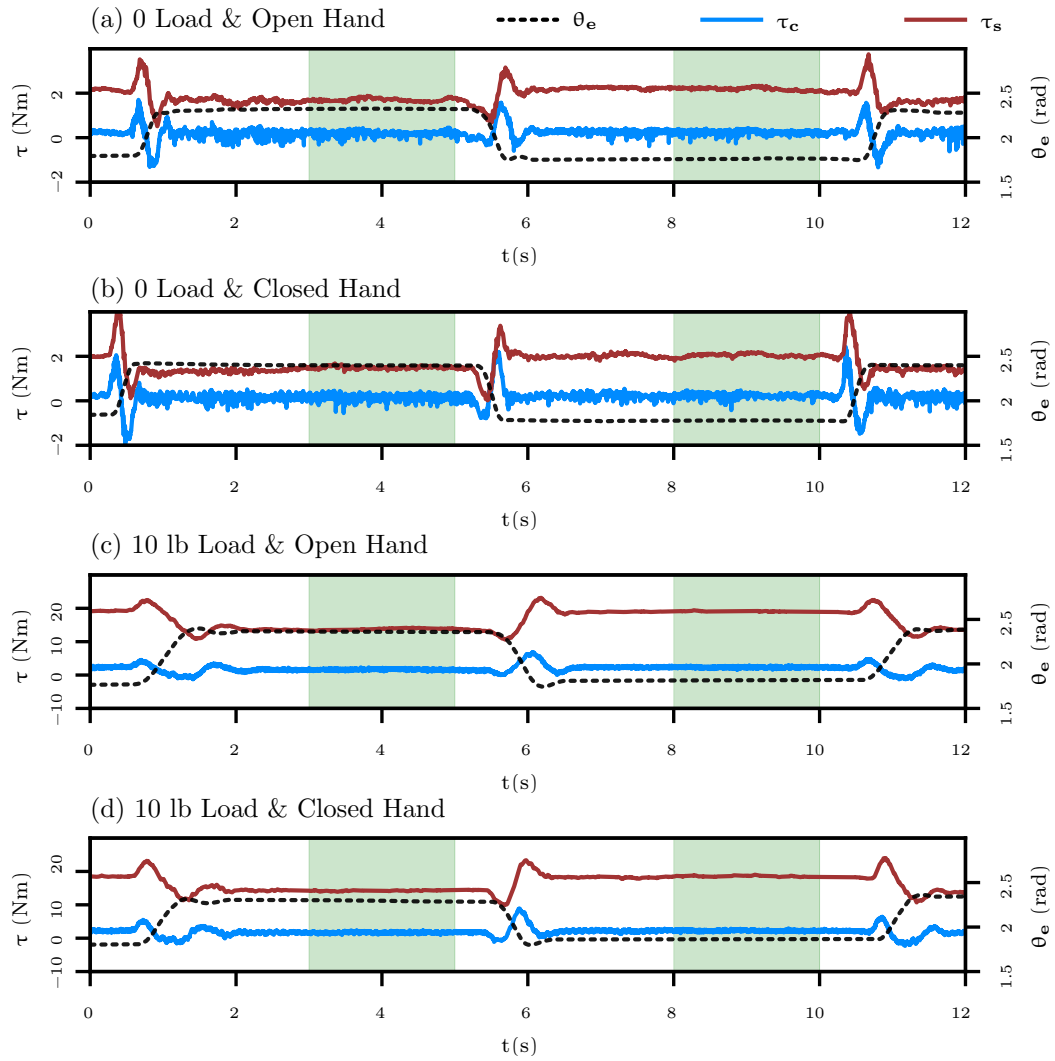 (a) 0 Load & Open Hand θe τc τs
τ (Nm)
−2 0 2
1.5 2 2.5
θe (rad)
0 2 4 6 8 10 12
t(s)
(b) 0 Load & Closed Hand
τ (Nm)
−2 0 2
1.5 2 2.5
θe (rad)
0 2 4 6 8 10 12
t(s)
(c) 10 lb Load & Open Hand
τ (Nm)
−10 0 10 20
1.5 2 2.5
θe (rad)
0 2 4 6 8 10 12
t(s)
(d) 10 lb Load & Closed Hand
τ (Nm)
−10 0 10 20
1.5 2 2.5
θe (rad)
0 2 4 6 8 10 12
t(s)